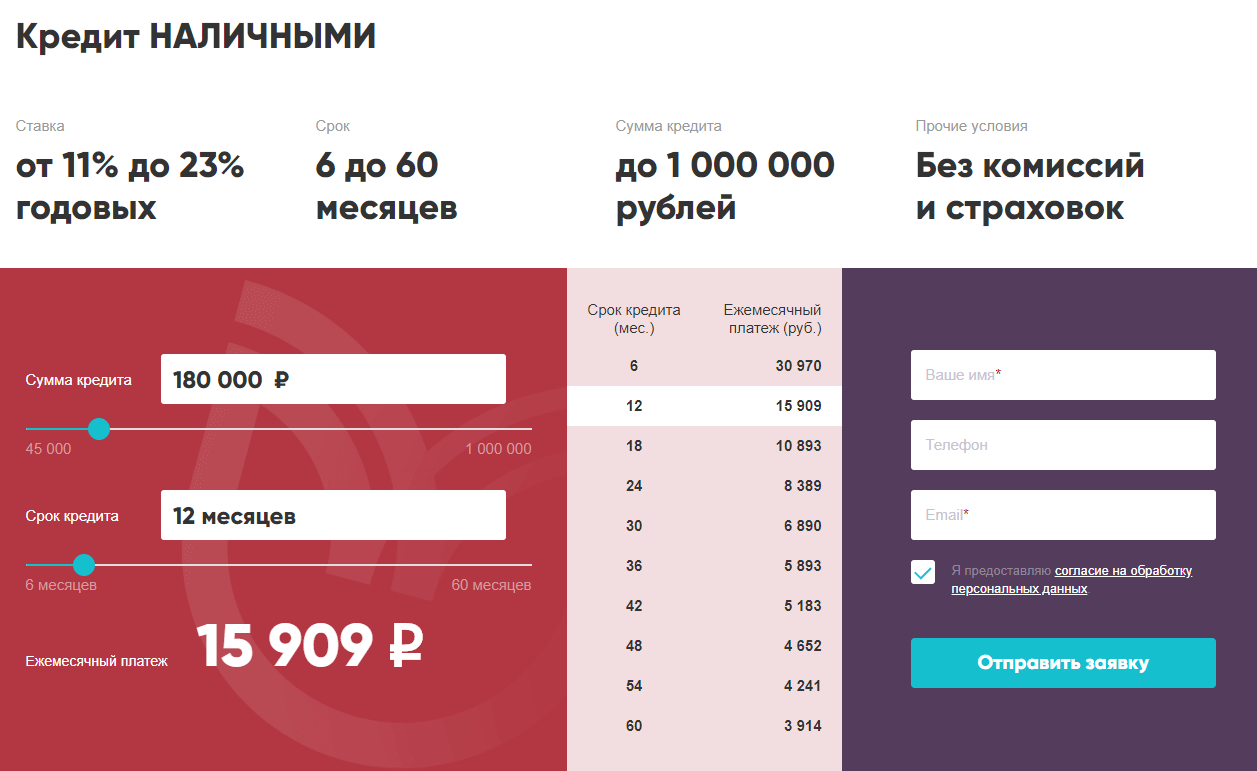 Кредит НАЛИЧНЫМИ
Ставка
от 11% до 23%
годовых
Срок
6 до 60
месяцев
Сумма кредита
до 1 000 000
рублей
Прочие условия
Без комиссий
и страховок
Сумма кредита
180 000 ₽
45 000
1 000 000
Срок кредита
12 месяцев
6 месяцев
60 месяцев
Ежемесячный платеж
15 909 ₽
Срок кредита
(мес.)
Ежемесячный
платеж (руб.)
6 30 970
12 15 909
18 10 893
24 8 389
30 6 890
36 5 893
42 5 183
48 4 652
54 4 241
60 3 914
Ваше имя*
Телефон
Email*
Я предоставляю согласие на обработку
персональных данных
Отправить заявку